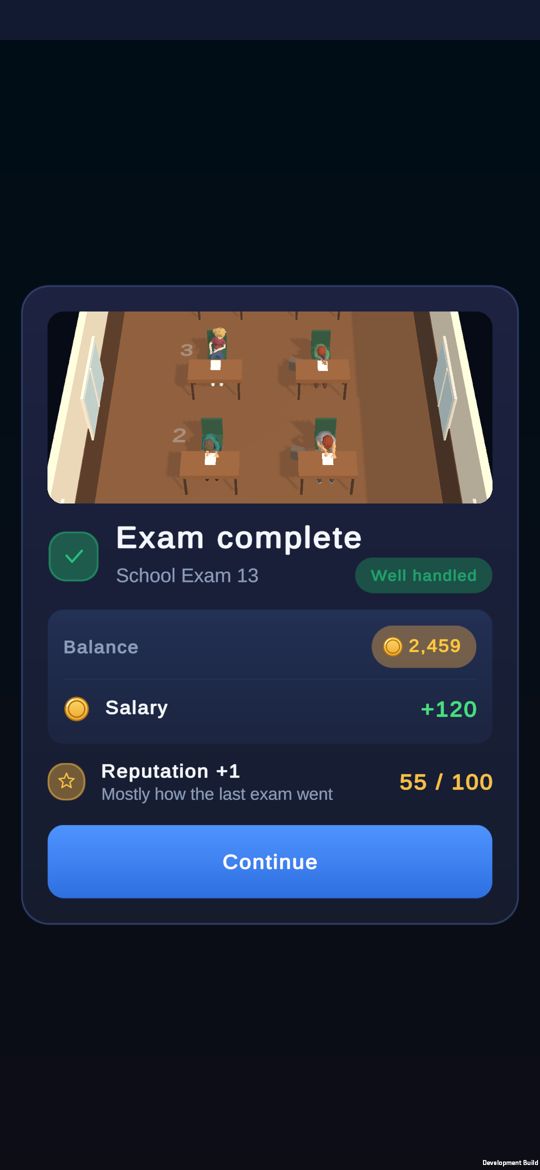 3
2
Exam complete
School Exam 13
Well handled
Balance
2,459
Salary
+120
Reputation +1
Mostly how the last exam went
55 / 100
Continue
Development Build